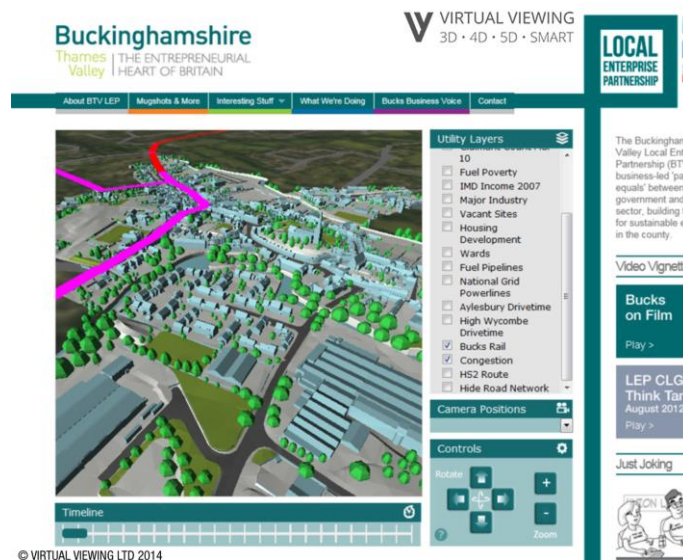 Buckinghamshire
Thames Valley
THE ENTREPRENEURIAL
HEART OF BRITAIN
VIRTUAL VIEWING
3D • 4D • 5D • SMART
LOCAL
ENTERPRISE
PARTNERSHIP
About BTV LEP
Mugshots & More
Interesting Stuff
What We're Doing
Bucks Business Voice
Contact
Utility Layers
10
Fuel Poverty
IMD Income 2007
Major Industry
Vacant Sites
Housing
Development
Wards
Fuel Pipelines
National Grid
Powerlines
Aylesbury Drivetime
High Wycombe
Drivetime
Bucks Rail
Congestion
HS2 Route
Hide Road Network
Camera Positions
Controls
Rotate
+
-
Zoom
?
Timeline
The Buckingham
Valley Local Ent
Partnership (BT
business-led 'pa
equals' between
government and
sector, building
for sustainable e
in the county.
Video Vignett
Bucks
on Film
Play >
LEP CLG
Think Tan
August 2012
Play >
Just Joking
© VIRTUAL VIEWING LTD 2014